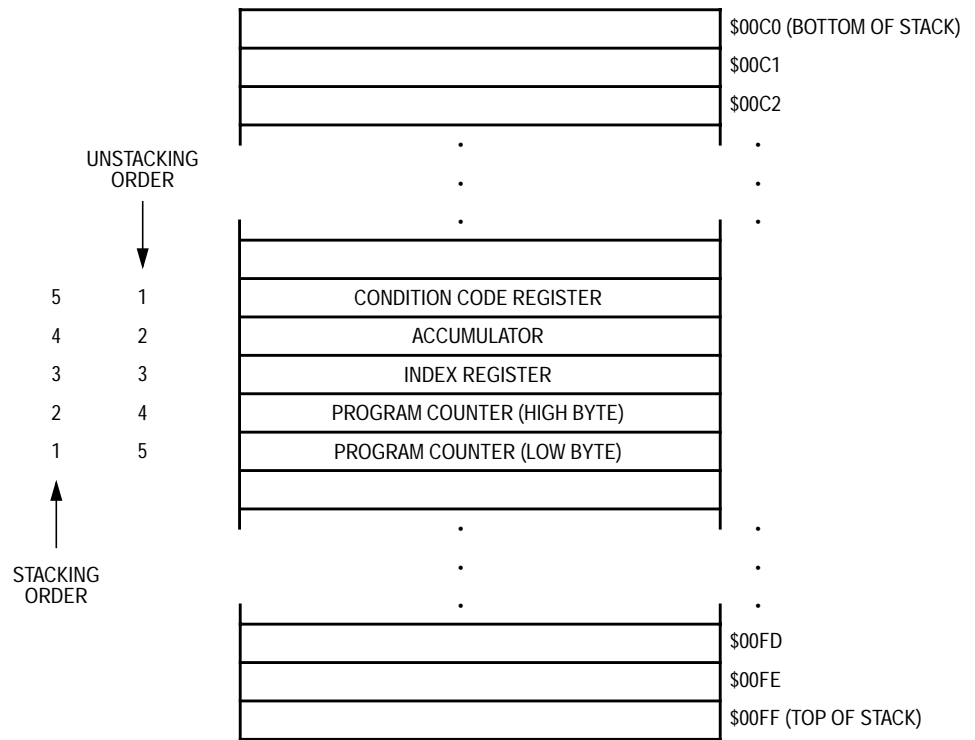 $00C0 (BOTTOM OF STACK)
$00C1
$00C2
UNSTACKING
ORDER
5 1 CONDITION CODE REGISTER
4 2 ACCUMULATOR
3 3 INDEX REGISTER
2 4 PROGRAM COUNTER (HIGH BYTE)
1 5 PROGRAM COUNTER (LOW BYTE)
STACKING
ORDER
$00FD
$00FE
$00FF (TOP OF STACK)